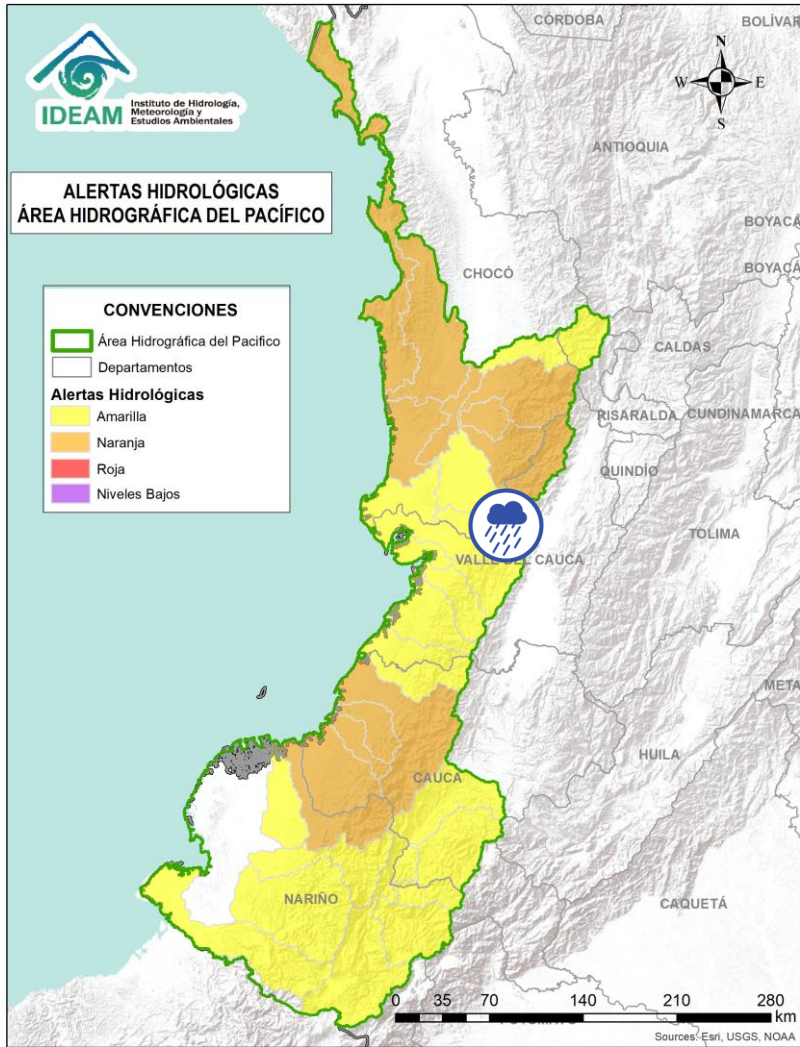 IDEAM
Instituto de Hidrología,
Meteorología y
Estudios Ambientales
CÓRDOBA
BOLÍVAR
N
W
E
S
ANTIOQUIA
ALERTAS HIDROLÓGICAS
ÁREA HIDROGRÁFICA DEL PACÍFICO
BOYACÁ
CHOCÓ
BOYACÁ
CONVENCIONES
Área Hidrográfica del Pacifico
Departamentos
Alertas Hidrológicas
Amarilla
Naranja
Roja
Niveles Bajos
CALDAS
RISARALDA
CUNDINAMARCA
QUINDÍO
TOLIMA
VALLE DEL CAUCA
META
HUILA
CAUCA
NARIÑO
CAQUETÁ
0 35 70 140 210 280
km
Sources: Esri, USGS, NOAA